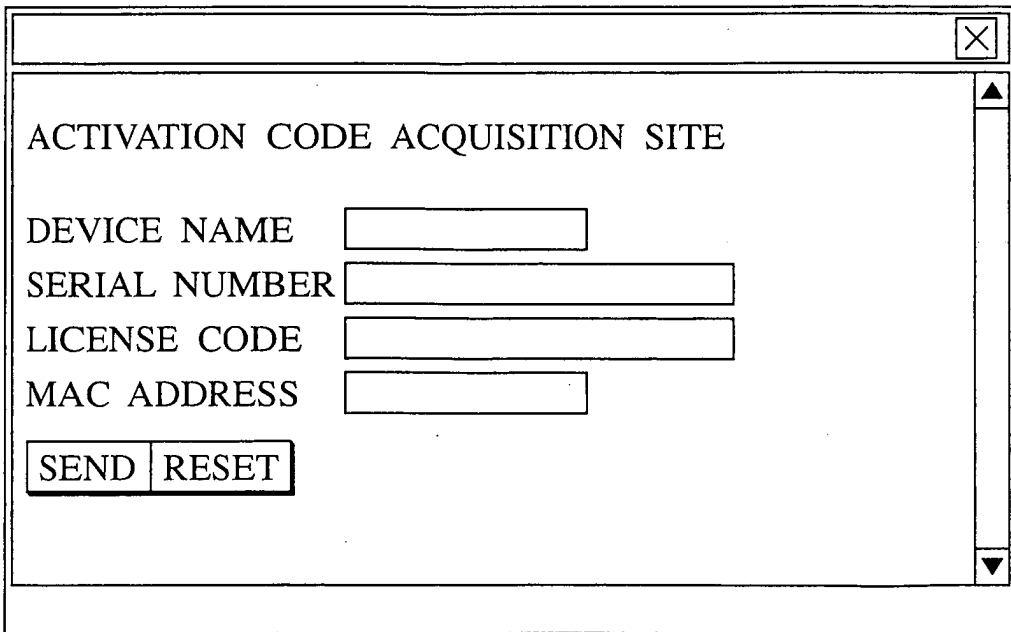 ACTIVATION CODE ACQUISITION SITE
DEVICE NAME
SERIAL NUMBER
LICENSE CODE
MAC ADDRESS
SEND RESET